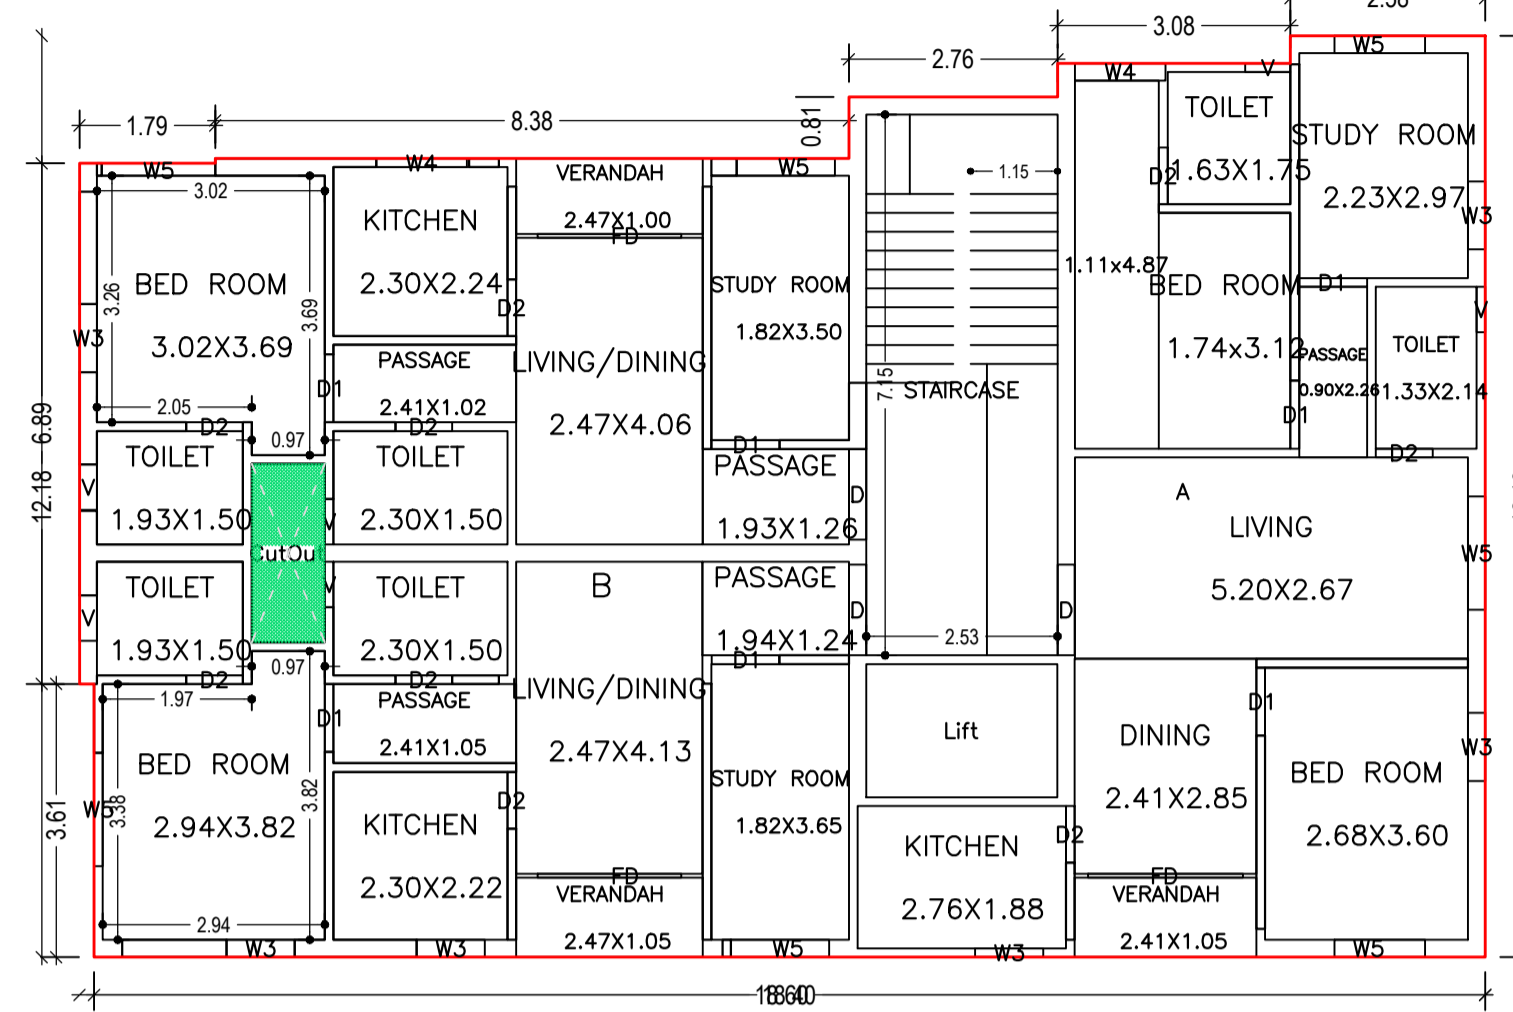 3.08
2.76
1.79
8.38
0.81
W5
W4
V
TOILET
1.63X1.75
D2
STUDY ROOM
2.23X2.97
W3
W5
3.02
W4
VERANDAH
2.47X1.00
FD
W5
1.15
KITCHEN
2.30X2.24
D2
BED ROOM
3.02X3.69
3.26
3.69
W3
STUDY ROOM
1.82X3.50
1.11x4.87
BED ROOM
1.74x3.12
D1
V
PASSAGE
0.90X2.26
TOILET
1.33X2.14
D1
D2
PASSAGE
2.41X1.02
D1
LIVING/DINING
2.47X4.06
7.15
STAIRCASE
6.89
12.18
2.05
D2
0.97
D2
D1
TOILET
1.93X1.50
V
TOILET
2.30X1.50
V
PASSAGE
1.93X1.26
D
A
LIVING
5.20X2.67
W5
CutOut
TOILET
1.93X1.50
V
TOILET
2.30X1.50
V
B
PASSAGE
1.94X1.24
D
D
2.53
D2
0.97
D2
D1
1.97
D1
PASSAGE
2.41X1.05
LIVING/DINING
2.47X4.13
Lift
DINING
2.41X2.85
D1
W3
BED ROOM
2.94X3.82
3.38
3.82
W5
3.61
KITCHEN
2.30X2.22
D2
STUDY ROOM
1.82X3.65
KITCHEN
2.76X1.88
D2
BED ROOM
2.68X3.60
FD
VERANDAH
2.47X1.05
FD
VERANDAH
2.41X1.05
2.94
W3
W3
W5
W3
W5